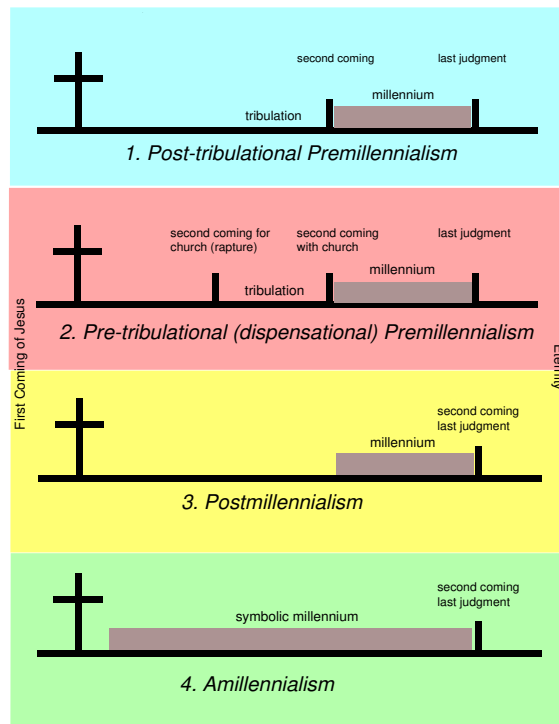 second coming
last judgment
millennium
tribulation
1. Post-tribulational Premillennialism
second coming for
church (rapture)
second coming
with church
last judgment
millennium
tribulation
2. Pre-tribulational (dispensational) Premillennialism
First Coming of Jesus
Eternity
second coming
last judgment
millennium
3. Postmillennialism
second coming
last judgment
symbolic millennium
4. Amillennialism